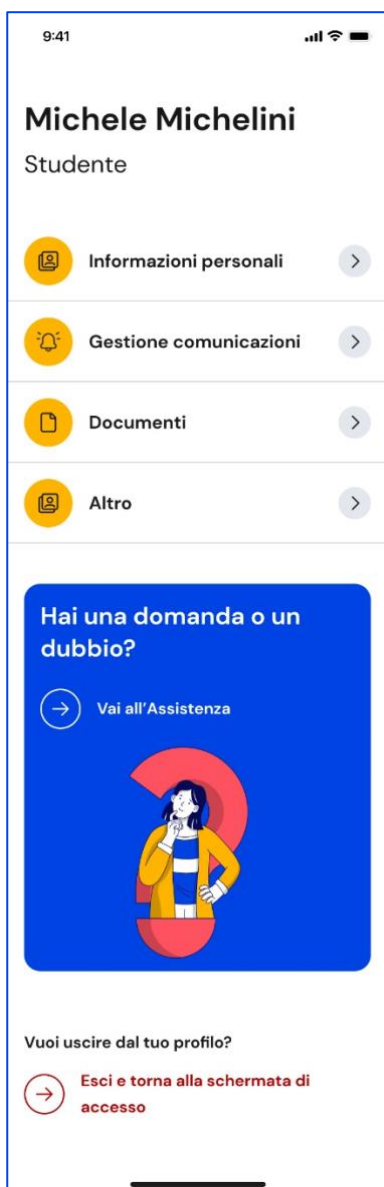 9:41
Michele Michelini
Studente
Informazioni personali
Gestione comunicazioni
Documenti
Altro
Hai una domanda o un
dubbio?
Vai all’Assistenza
Vuoi uscire dal tuo profilo?
Esci e torna alla schermata di
accesso